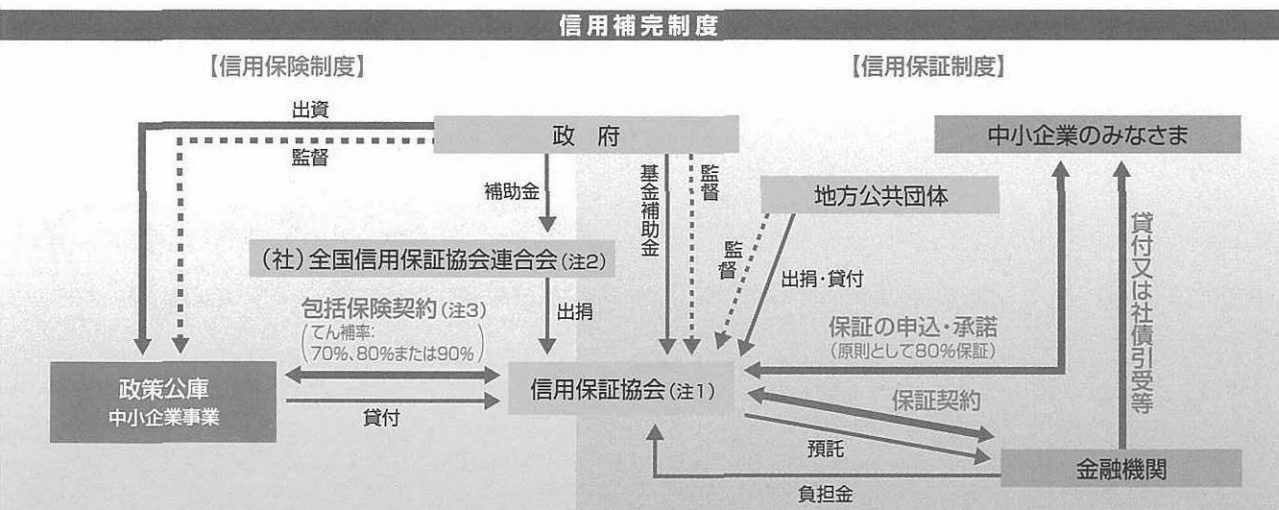 信用補完制度
【信用保険制度】
【信用保証制度】
出資
監督
政府
補助金
基金補助金
監督
中小企業のみなさま
地方公共団体
監督
出捐・貸付
(社)全国信用保証協会連合会(注2)
出捐
包括保険契約(注3)
(てん補率:
70%、80%または90%)
保証の申込・承諾
(原則として80%保証)
貸付又は社債引受等
政策公庫
中小企業事業
貸付
信用保証協会(注1)
保証契約
預託
金融機関
負担金